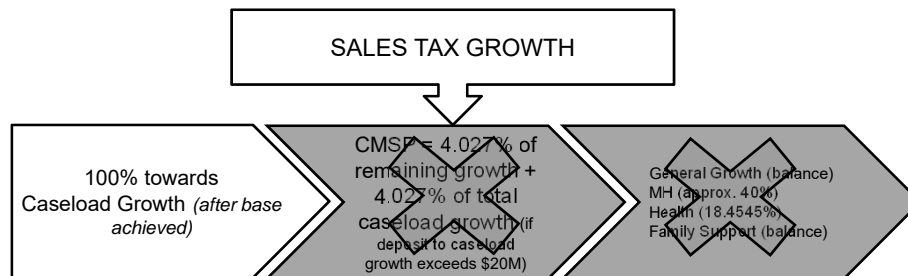 SALES TAX GROWTH
100% towards
Caseload Growth (after base
achieved)
CMSP = 4.027% of
remaining growth +
4.027% of total
caseload growth (if
deposit to caseload
growth exceeds $20M)
General Growth (balance)
MH (approx. 40%)
Health (18.4545%)
Family Support (balance)